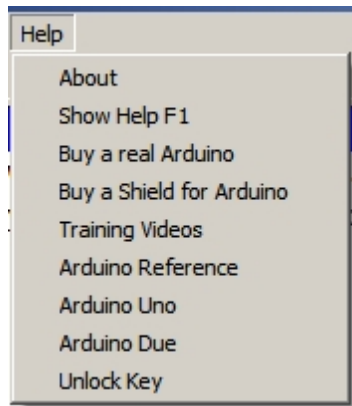 Help
About
Show Help F1
Buy a real Arduino
Buy a Shield for Arduino
Training Videos
Arduino Reference
Arduino Uno
Arduino Due
Unlock Key